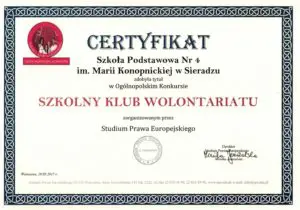 CERTYFIKAT
Szkoła Podstawowa Nr 4
im. Marii Konopnickiej w Sieradzu
zdobyła tytuł
w Ogólnopolskim Konkursie
SZKOLNY KLUB WOLONTARIATU
zorganizowanym przez
Studium Prawa Europejskiego